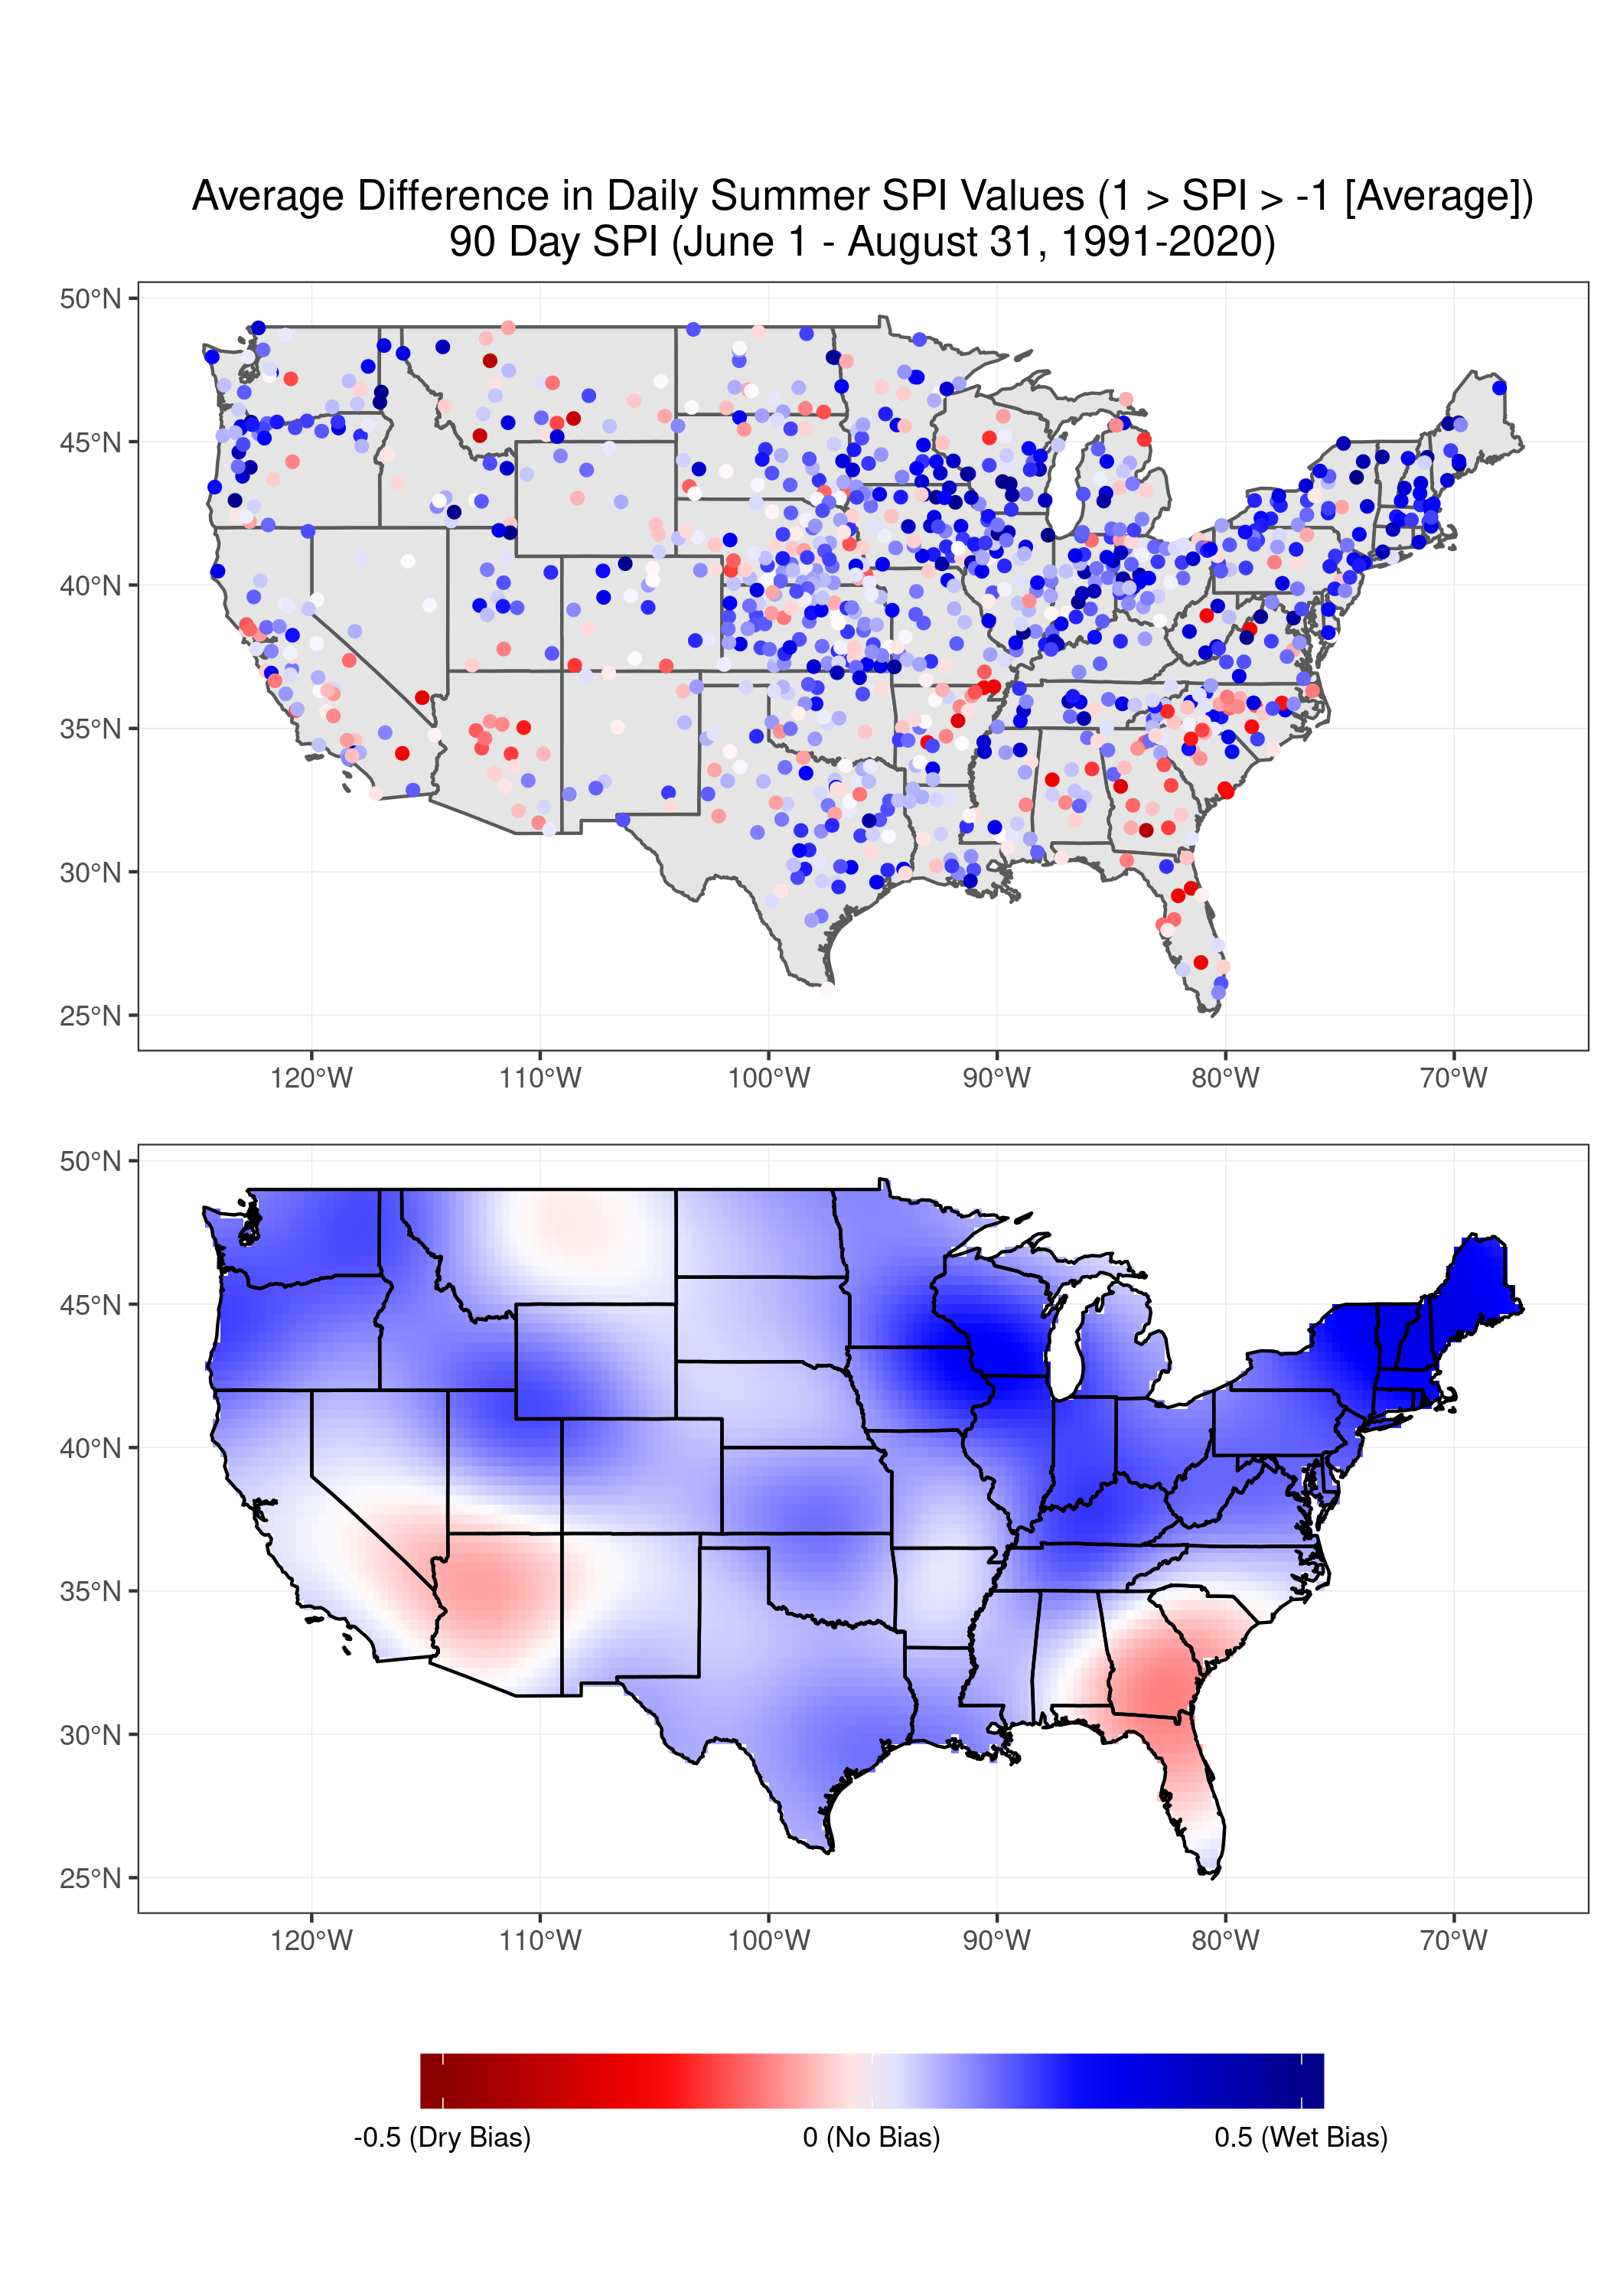 Average Difference in Daily Summer SPI Values (1 > SPI > -1 [Average])
90 Day SPI (June 1 - August 31, 1991-2020)
50°N
45°N
40°N
35°N
30°N
25°N
120°W 110°W 100°W 90°W 80°W 70°W
50°N
45°N
40°N
35°N
30°N
25°N
120°W 110°W 100°W 90°W 80°W 70°W
-0.5 (Dry Bias) 0 (No Bias) 0.5 (Wet Bias)